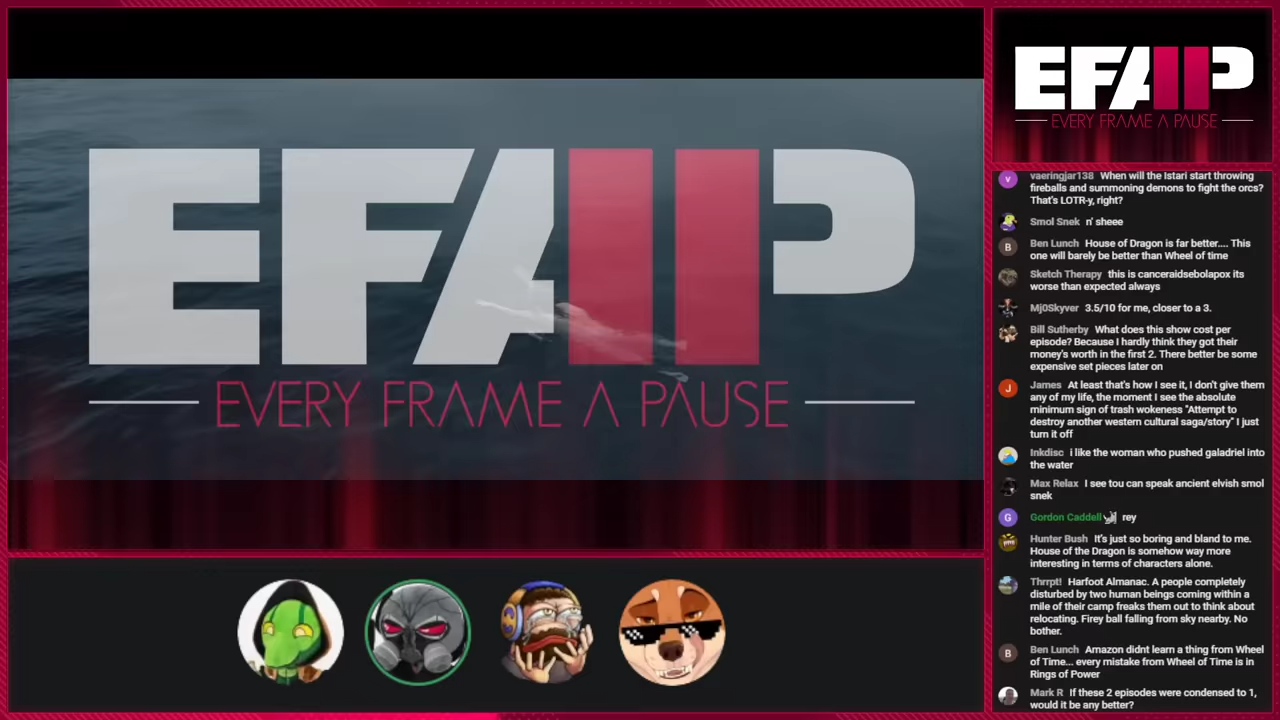 EFAP
EVERY FRAME A PAUSE
EFAP
EVERY FRAME A PAUSE
vaeringjar138 When will the Istari start throwing
fireballs and summoning demons to fight the orcs?
That's LOTR-y, right?
Smol Snek n' sheee
Ben Lunch House of Dragon is far better.... This
one will barely be better than Wheel of time
Sketch Therapy this is canceraidsebolapox its
worse than expected always
Mj0Skyver 3.5/10 for me, closer to a 3.
Bill Sutherby What does this show cost per
episode? Because I hardly think they got their
money's worth in the first 2. There better be some
expensive set pieces later on
James At least that's how I see it, I don't give them
any of my life, the moment I see the absolute
minimum sign of trash wokeness "Attempt to
destroy another western cultural saga/story" I just
turn it off
Inkdisc i like the woman who pushed galadriel into
the water
Max Relax I see tou can speak ancient elvish smol
snek
Gordon Caddell rey
Hunter Bush It's just so boring and bland to me.
House of the Dragon is somehow way more
interesting in terms of characters alone.
Thrrpt! Harfoot Almanac. A people completely
disturbed by two human beings coming within a
mile of their camp freaks them out to think about
relocating. Firey ball falling from sky nearby. No
bother.
Ben Lunch Amazon didnt learn a thing from Wheel
of Time... every mistake from Wheel of Time is in
Rings of Power
Mark R If these 2 episodes were condensed to 1,
would it be any better?